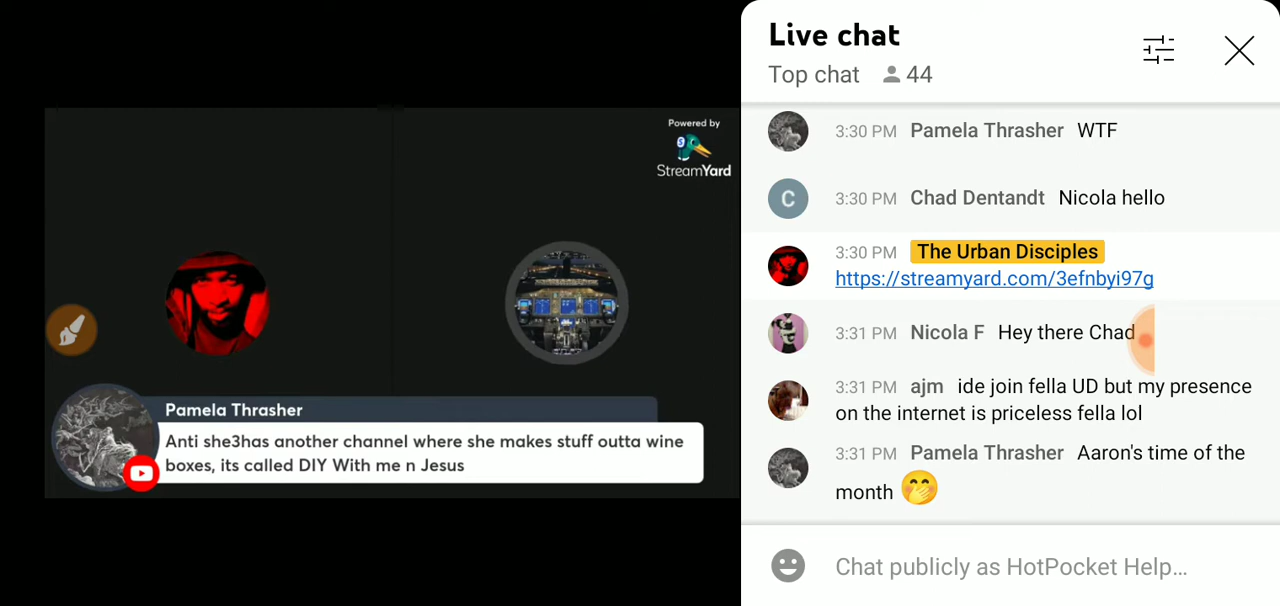 Powered by
StreamYard
Pamela Thrasher
Anti she3has another channel where she makes stuff outta wine
boxes, its called DIY With me n Jesus
Live chat
Top chat 44
3:30 PM Pamela Thrasher WTF
C
3:30 PM Chad Dentandt Nicola hello
3:30 PM The Urban Disciples
https://streamyard.com/3efnbyi97g
3:31 PM Nicola F Hey there Chad
3:31 PM ajm ide join fella UD but my presence
on the internet is priceless fella lol
3:31 PM Pamela Thrasher Aaron's time of the
month 🤭
Chat publicly as HotPocket Help...